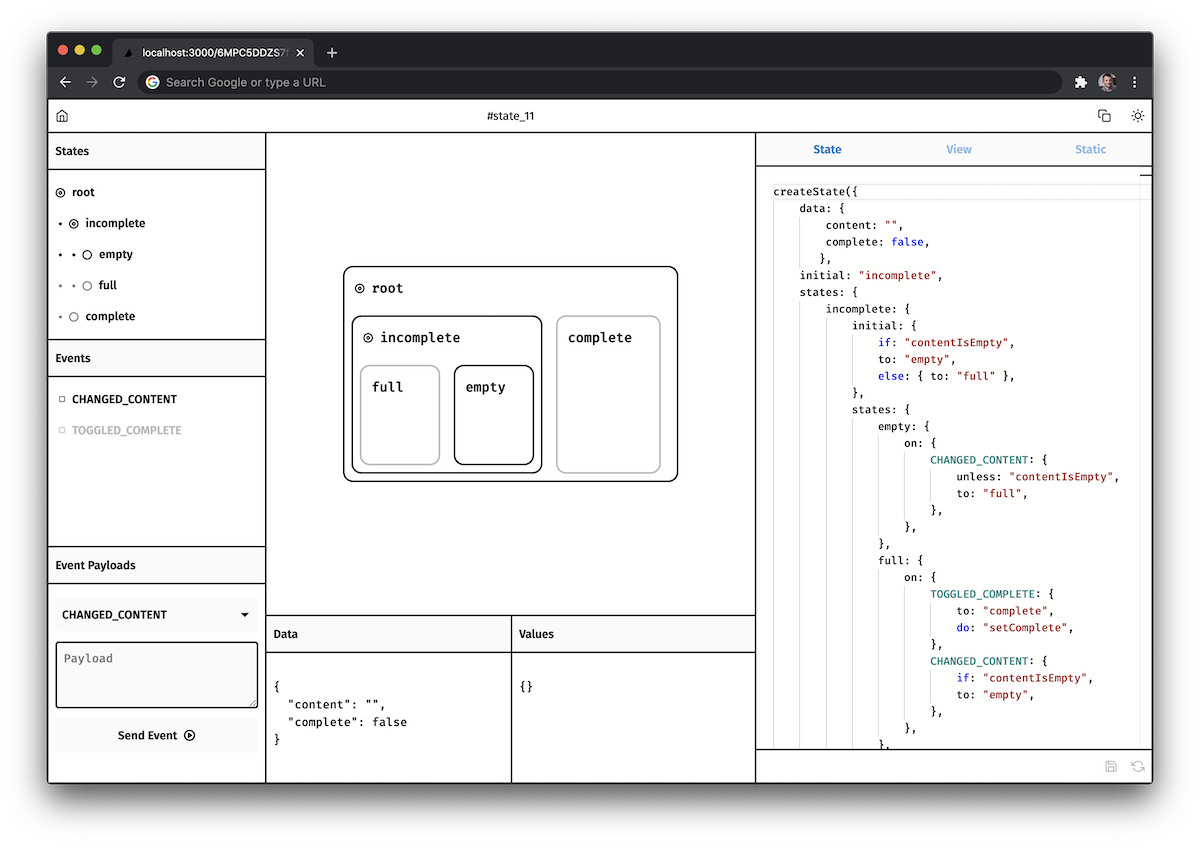 localhost:3000/6MPC5DDZS7
Search Google or type a URL
#state_11
States
root
incomplete
empty
full
complete
Events
CHANGED_CONTENT
TOGGLED_COMPLETE
Event Payloads
CHANGED_CONTENT
Payload
Send Event
root
incomplete
complete
full
empty
Data
{
"content": "",
"complete": false
}
Values
{}
State View Static
createState({
data: {
content: "",
complete: false,
},
initial: "incomplete",
states: {
incomplete: {
initial: {
if: "contentIsEmpty",
to: "empty",
else: { to: "full" },
},
states: {
empty: {
on: {
CHANGED_CONTENT: {
unless: "contentIsEmpty",
to: "full",
},
},
},
full: {
on: {
TOGGLED_COMPLETE: {
to: "complete",
do: "setComplete",
},
CHANGED_CONTENT: {
if: "contentIsEmpty",
to: "empty",
},
},
},